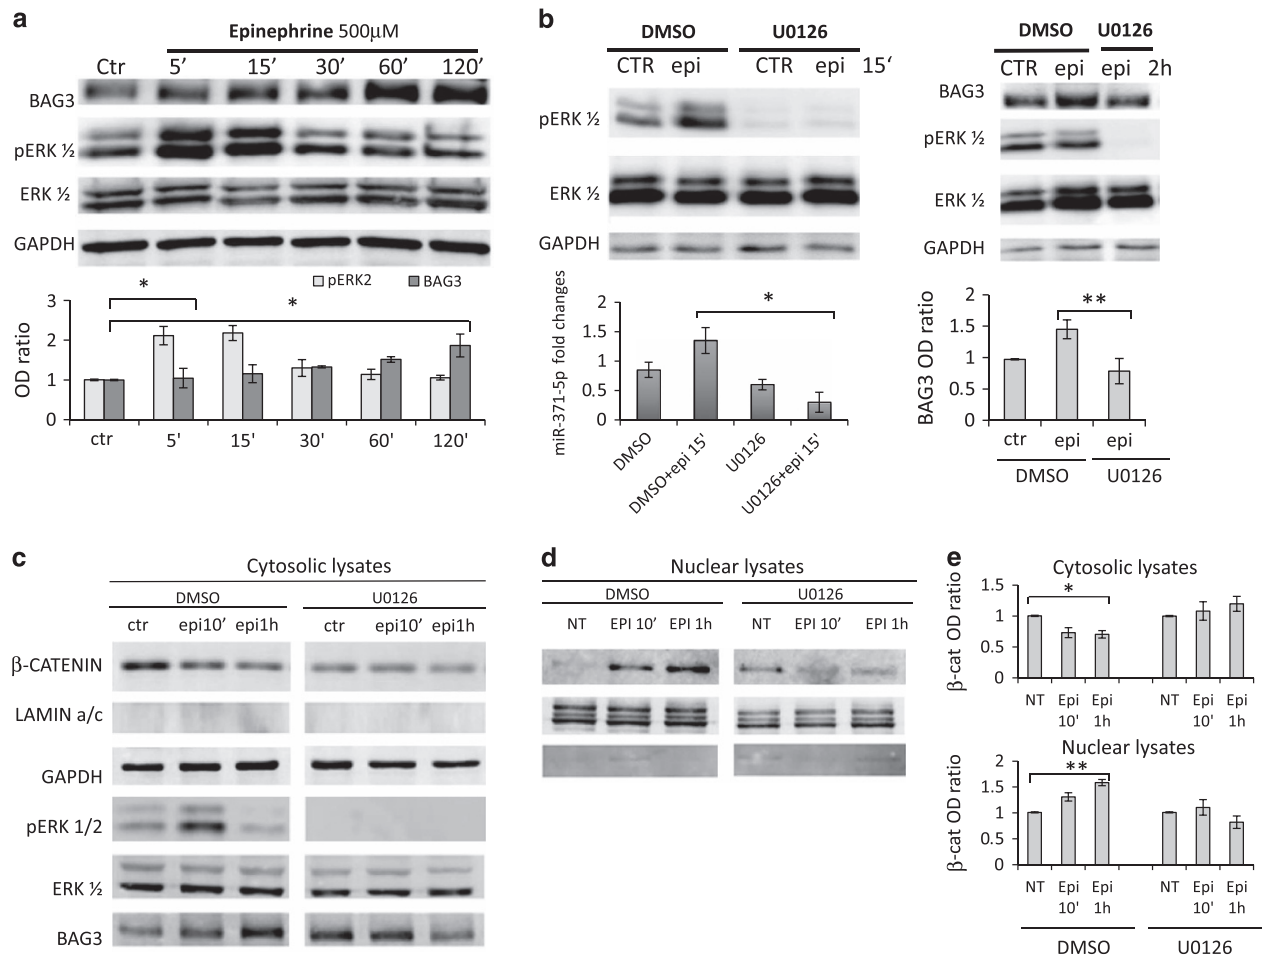 a
Epinephrine 500µM
Ctr 5′ 15′ 30′ 60′ 120′
BAG3
pERK ½
ERK ½
GAPDH
pERK2 BAG3
*
*
OD ratio
3
2
1
0
ctr 5' 15' 30' 60' 120'
b
DMSO U0126
CTR epi CTR epi 15‘
pERK ½
ERK ½
GAPDH
miR-371-5p fold changes
2
1.5
1
0.5
0
*
DMSO
DMSO+epi 15'
U0126
U0126+epi 15'
DMSO U0126
CTR epi epi 2h
BAG3
pERK ½
ERK ½
GAPDH
BAG3 OD ratio
2
1.5
1
0.5
0
**
ctr epi epi
DMSO U0126
c
Cytosolic lysates
DMSO U0126
ctr epi10’ epi1h ctr epi10’ epi1h
β-CATENIN
LAMIN a/c
GAPDH
pERK 1/2
ERK ½
BAG3
d
Nuclear lysates
DMSO U0126
NT EPI 10’ EPI 1h NT EPI 10’ EPI 1h
e
Cytosolic lysates
β-cat OD ratio
1.5
1
0.5
0
*
NT Epi 10' Epi 1h NT Epi 10' Epi 1h
Nuclear lysates
β-cat OD ratio
2
1.5
1
0.5
0
**
NT Epi 10' Epi 1h NT Epi 10' Epi 1h
DMSO U0126